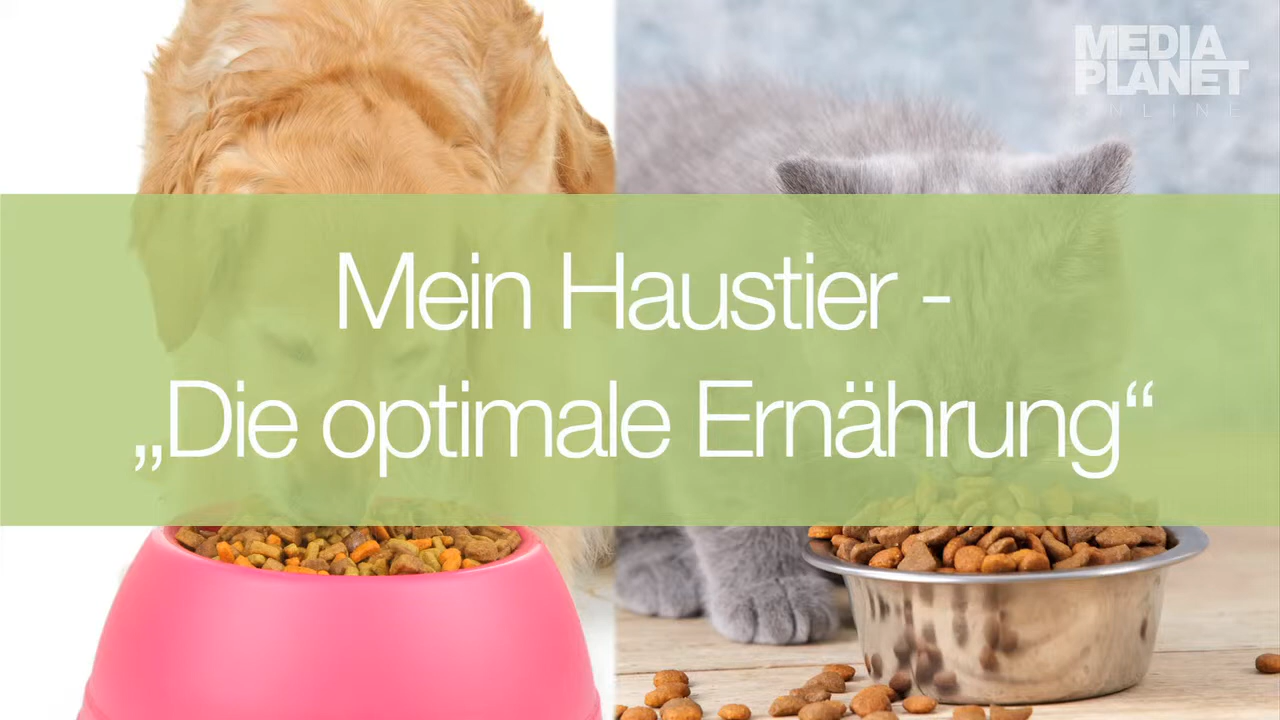 MEDIA
PLANET
ONLINE
Mein Haustier -
„Die optimale Ernährung“